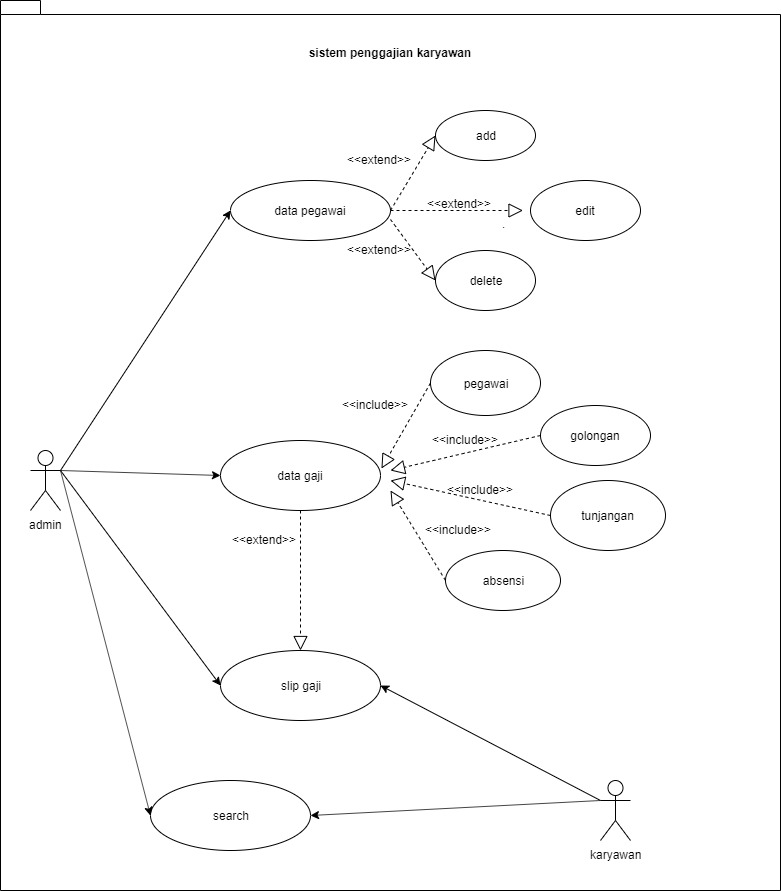 sistem penggajian karyawan
add
<<extend>>
data pegawai
<<extend>>
edit
<<extend>>
delete
pegawai
<<include>>
golongan
<<include>>
data gaji
<<include>>
tunjangan
admin
<<include>>
<<extend>>
absensi
slip gaji
search
karyawan